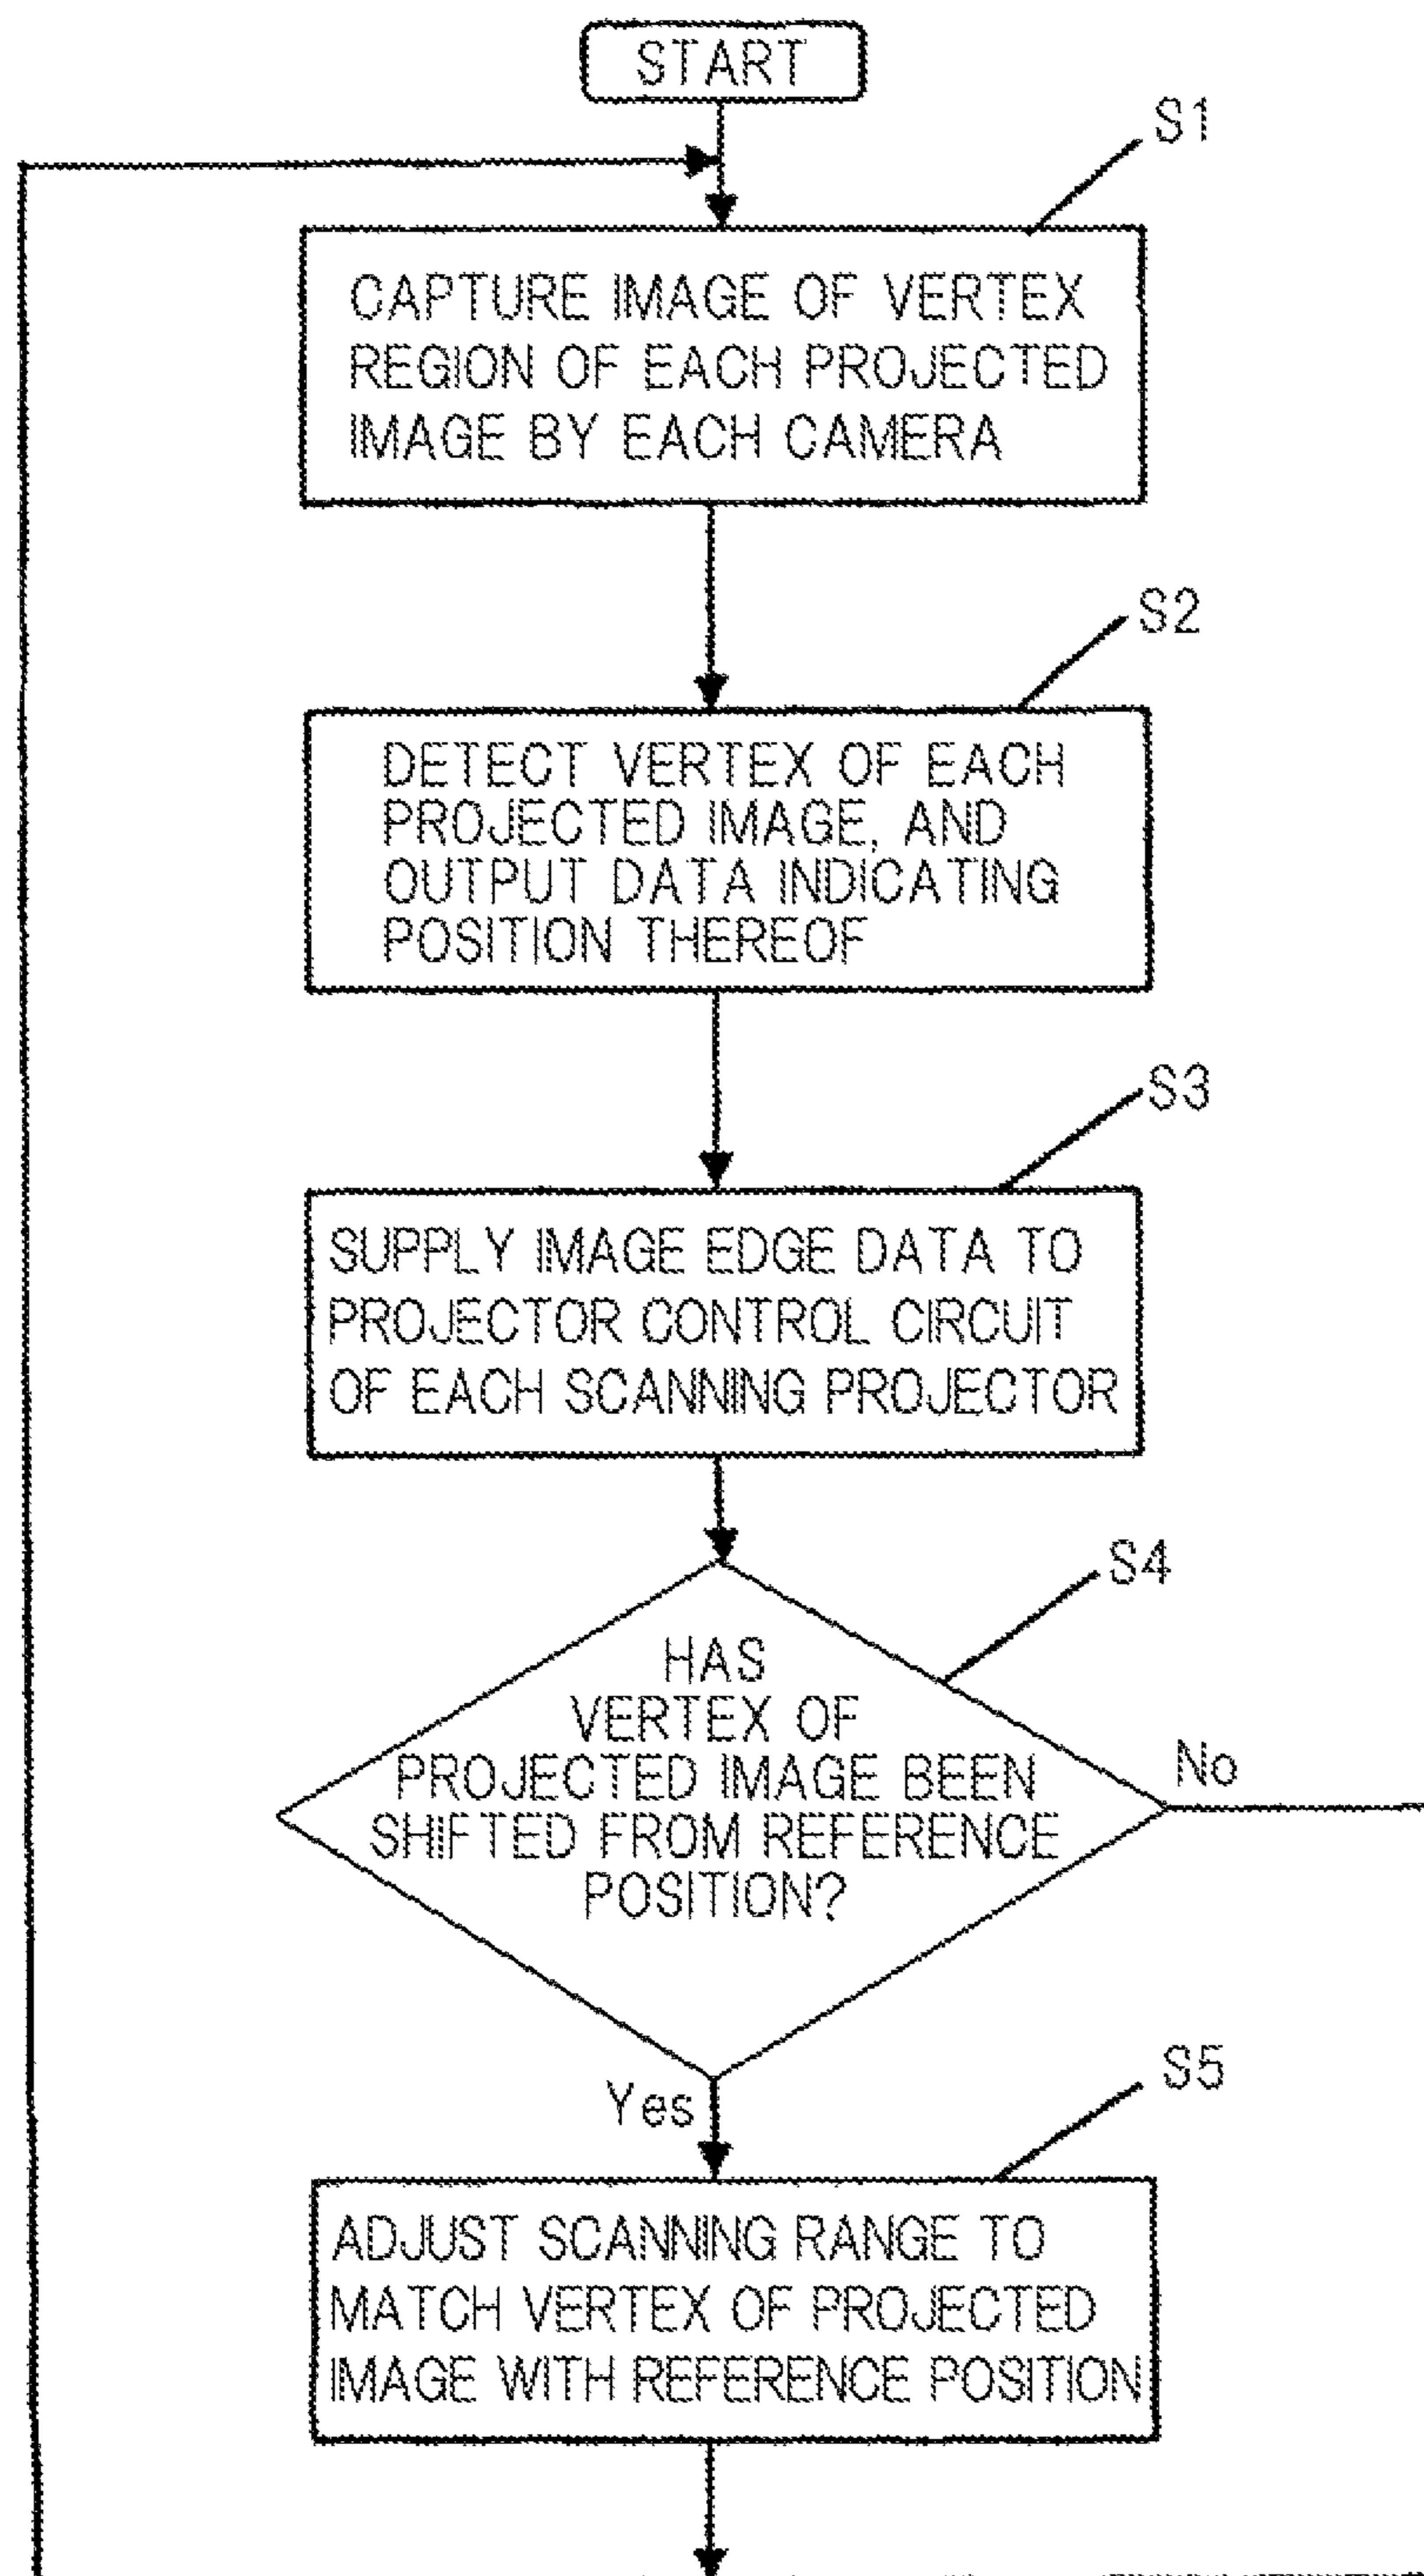 START
S1
CAPTURE IMAGE OF VERTEX
REGION OF EACH PROJECTED
IMAGE BY EACH CAMERA
S2
DETECT VERTEX OF EACH
PROJECTED IMAGE, AND
OUTPUT DATA INDICATING
POSITION THEREOF
S3
SUPPLY IMAGE EDGE DATA TO
PROJECTOR CONTROL CIRCUIT
OF EACH SCANNING PROJECTOR
S4
HAS
VERTEX OF
PROJECTED IMAGE BEEN
SHIFTED FROM REFERENCE
POSITION?
No
Yes
S5
ADJUST SCANNING RANGE TO
MATCH VERTEX OF PROJECTED
IMAGE WITH REFERENCE POSITION